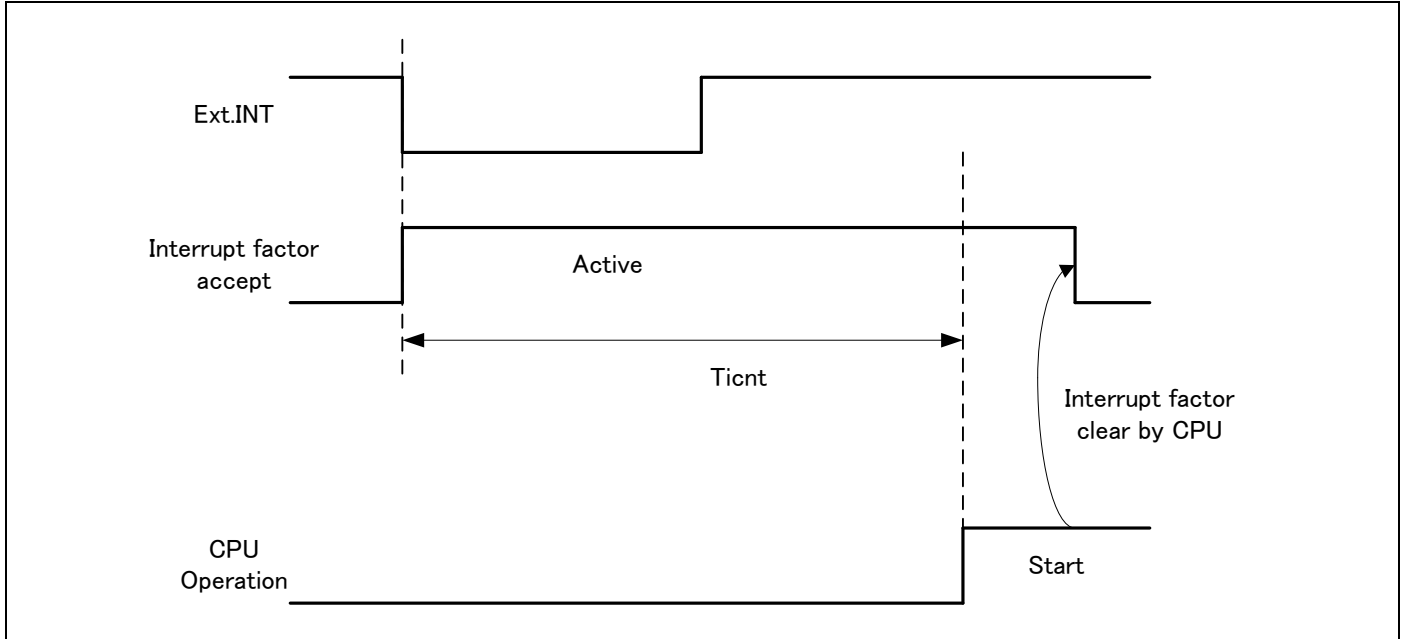 Ext.INT
Interrupt factor
accept
Active
Ticnt
Interrupt factor
clear by CPU
CPU
Operation
Start